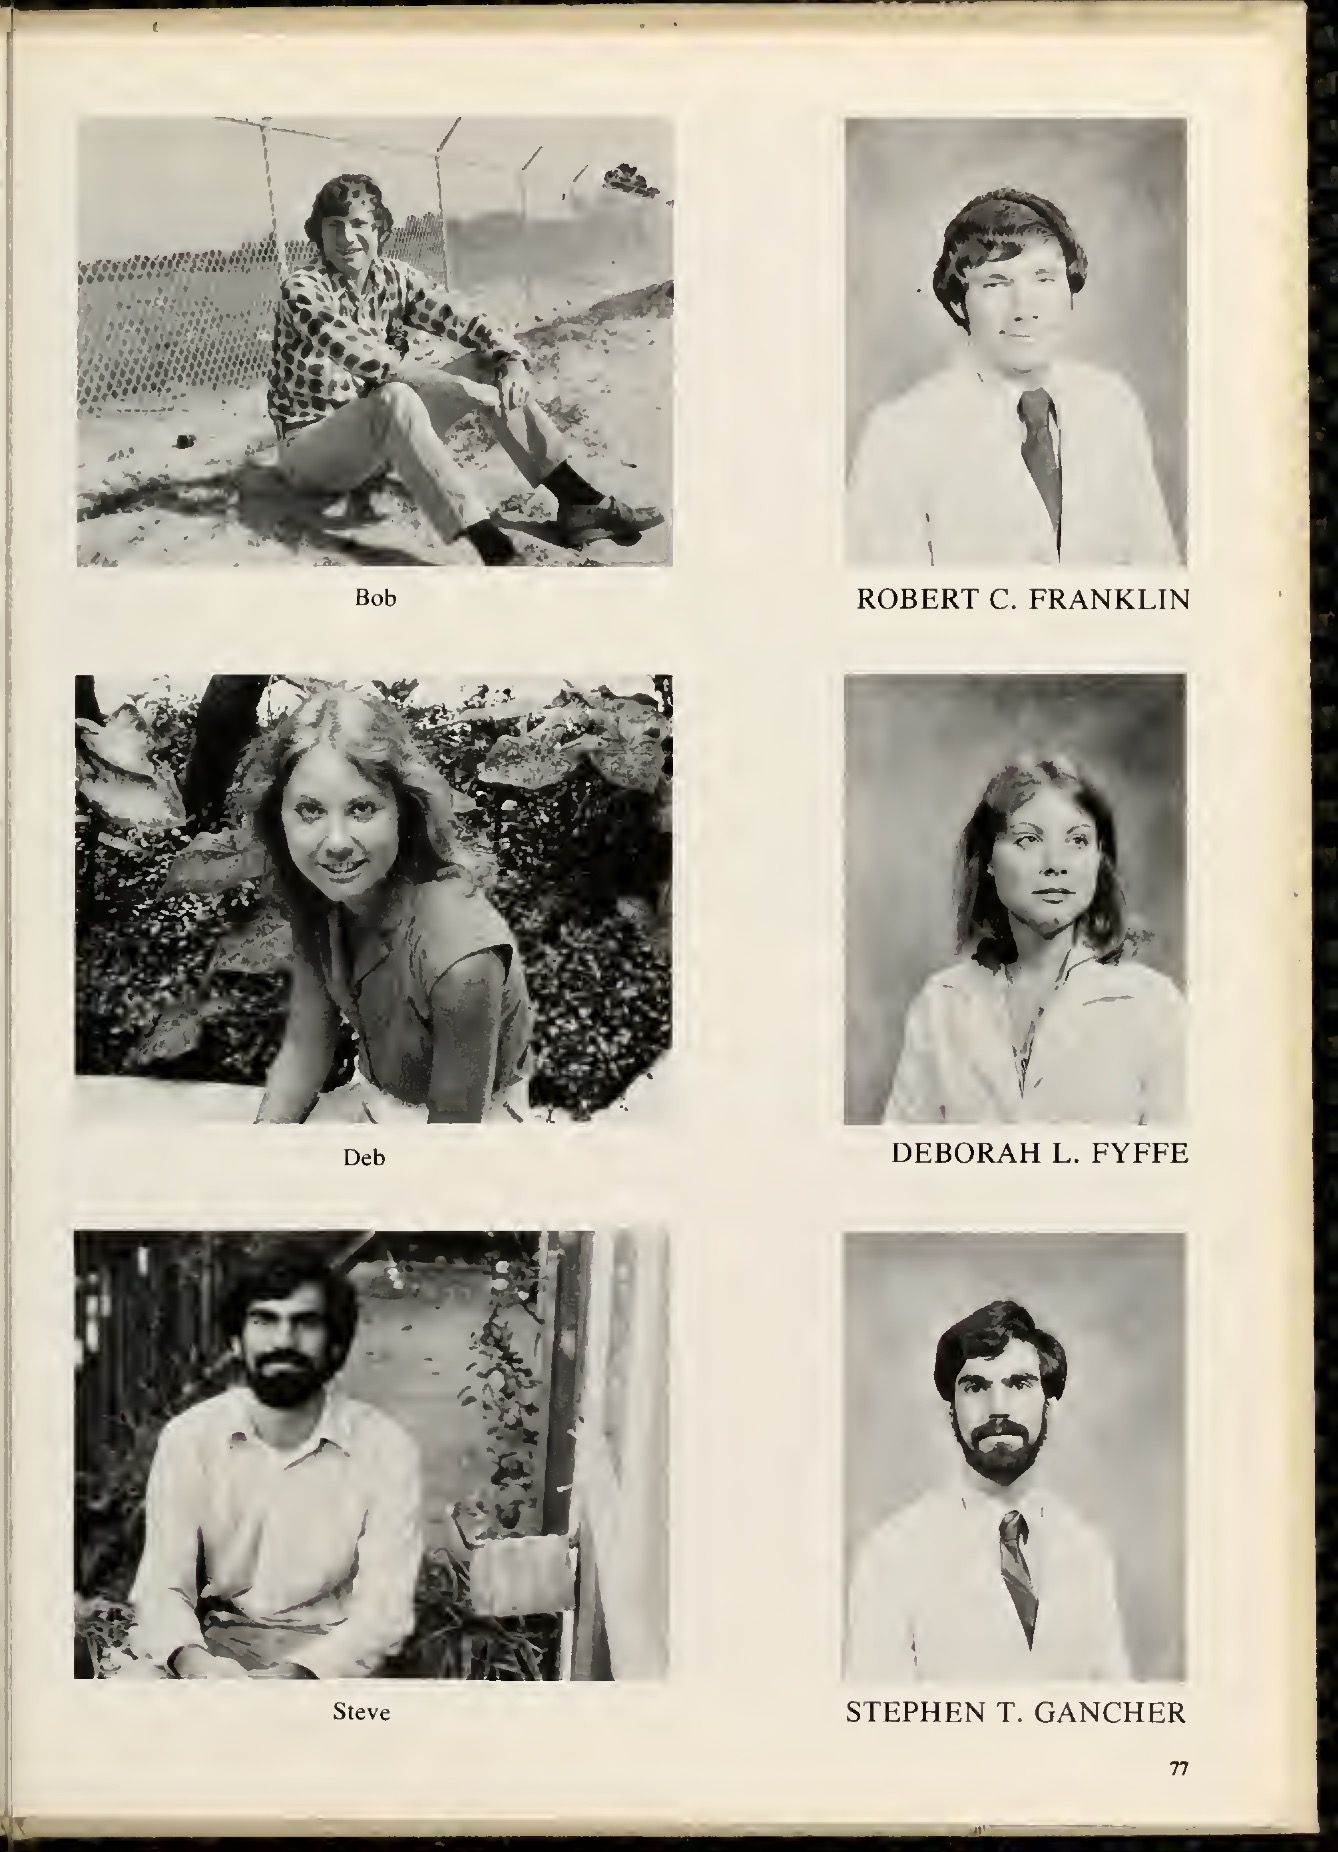 Bob
ROBERT C. FRANKLIN
Deb
DEBORAH L. FYFFE
Steve
STEPHEN T. GANCHER
77